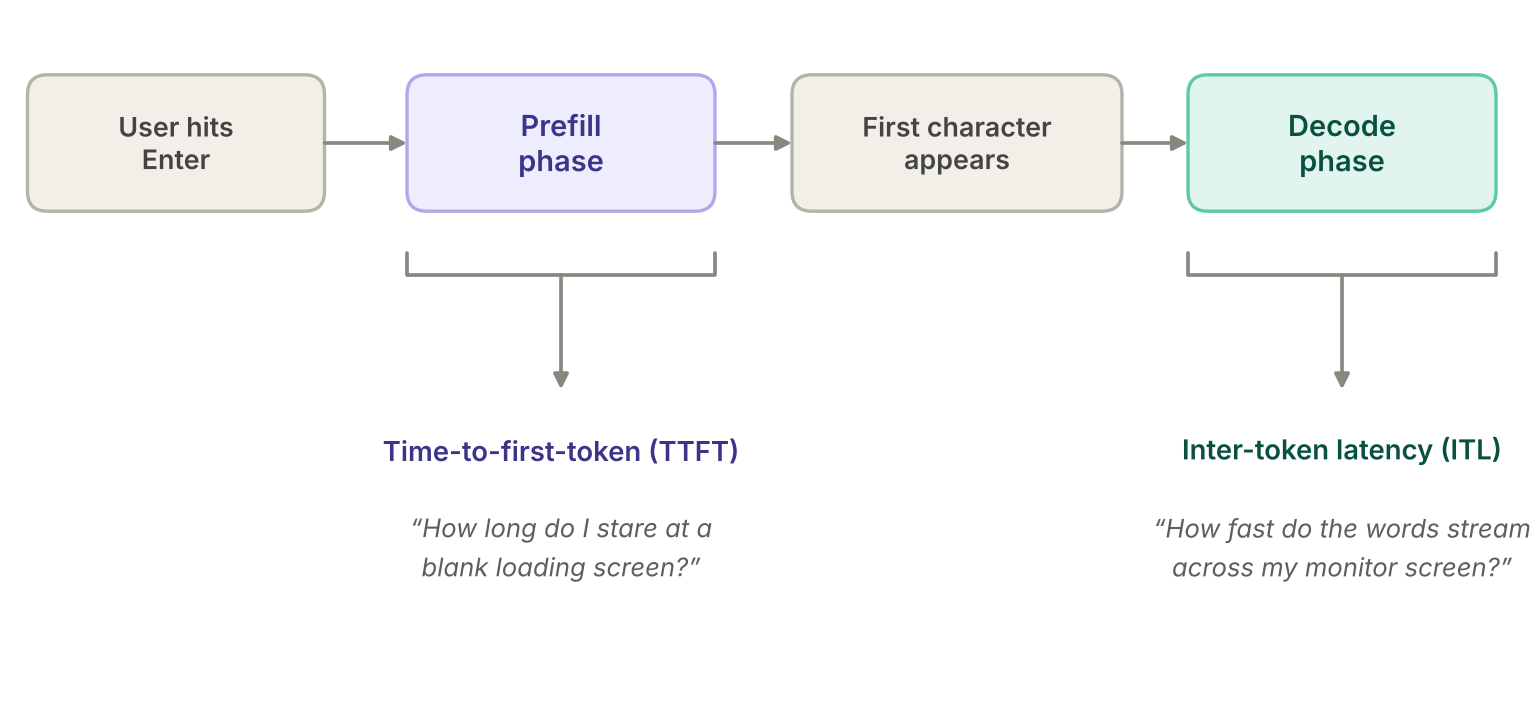 User hits
Enter
Prefill
phase
First character
appears
Decode
phase
Time-to-first-token (TTFT)
“How long do I stare at a
blank loading screen?”
Inter-token latency (ITL)
“How fast do the words stream
across my monitor screen?”